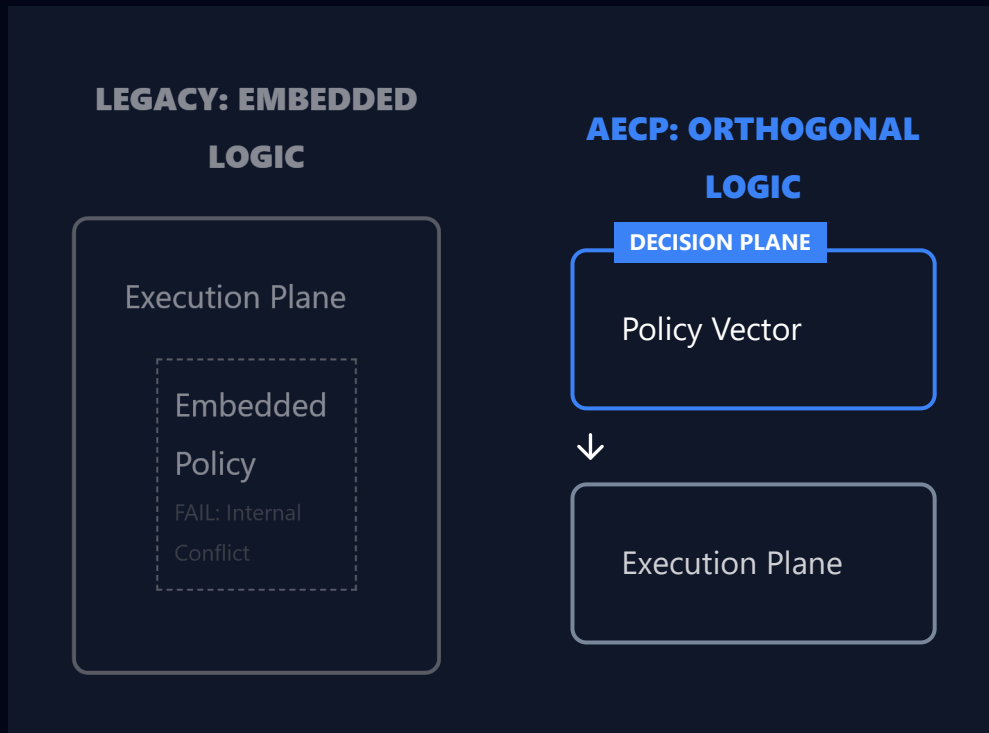 LEGACY: EMBEDDED
LOGIC
Execution Plane
Embedded
Policy
FAIL: Internal
Conflict
AECP: ORTHOGONAL
LOGIC
DECISION PLANE
Policy Vector
↓
Execution Plane